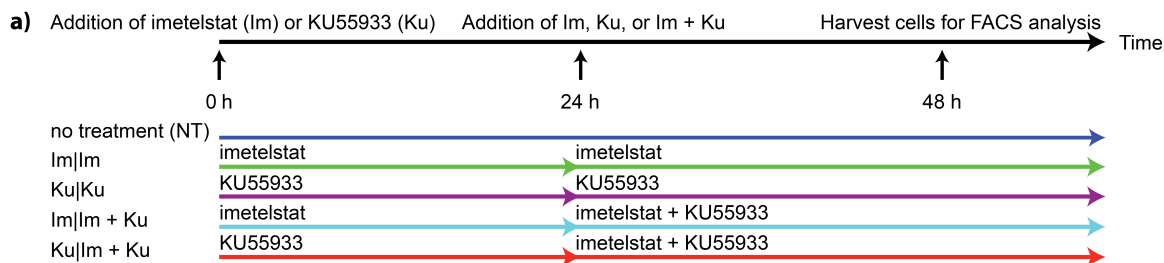 a) Addition of imetelstat (Im) or KU55933 (Ku) Addition of Im, Ku, or Im + Ku Harvest cells for FACS analysis
Time
0 h 24 h 48 h
no treatment (NT)
Im|Im imetelstat imetelstat
Ku|Ku KU55933 KU55933
Im|Im + Ku imetelstat imetelstat + KU55933
Ku|Im + Ku KU55933 imetelstat + KU55933